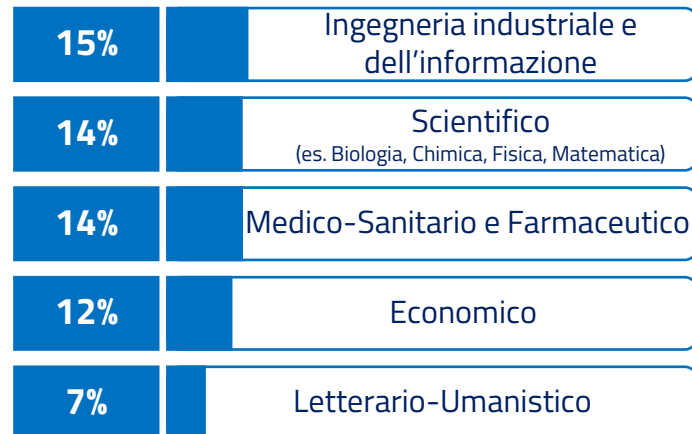 15%
Ingegneria industriale e
dell'informazione
14%
Scientifico
(es. Biologia, Chimica, Fisica, Matematica)
14%
Medico-Sanitario e Farmaceutico
12%
Economico
7%
Letterario-Umanistico